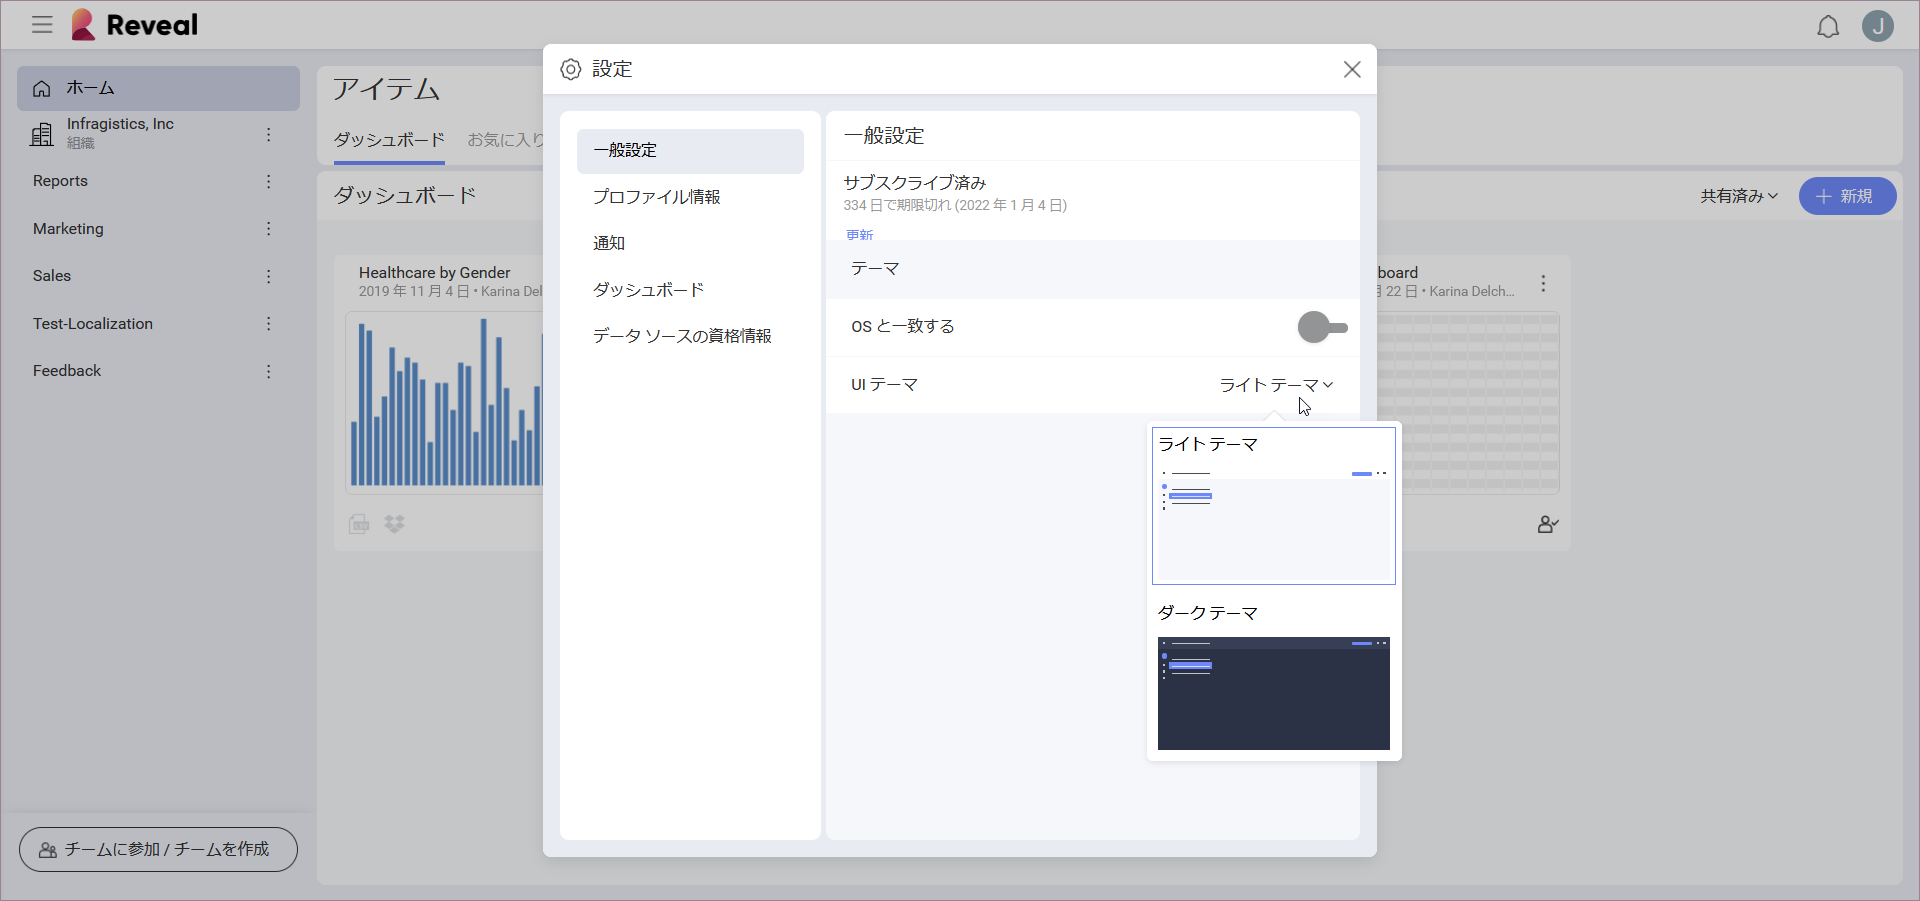 Reveal
J
ホーム
Infragistics, Inc
組織
Reports
Marketing
Sales
Test-Localization
Feedback
チームに参加 / チームを作成
アイテム
ダッシュボード
お気に入り
ダッシュボード
共有済み
新規
Healthcare by Gender
2019 年 11 月 4 日 • Karina Del
board
22 日 • Karina Delch...
設定
一般設定
プロファイル情報
通知
ダッシュボード
データ ソースの資格情報
一般設定
サブスクライブ済み
334 日で期限切れ (2022 年 1 月 4 日)
更新
テーマ
OS と一致する
UI テーマ
ライト テーマ
ライト テーマ
ダーク テーマ